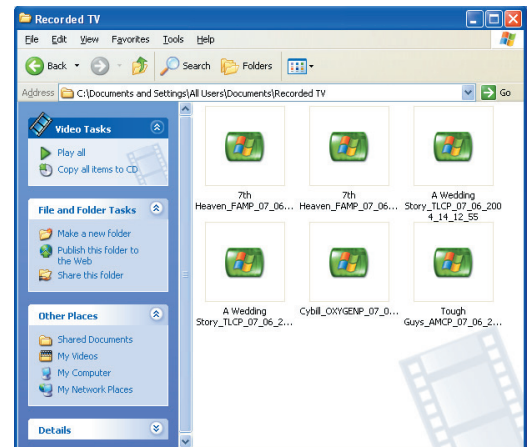 Recorded TV
File Edit View Favorites Tools Help
Back Search Folders
Address C:\Documents and Settings\All Users\Documents\Recorded TV Go
Video Tasks
Play all
Copy all items to CD
File and Folder Tasks
Make a new folder
Publish this folder to
the Web
Share this folder
Other Places
Shared Documents
My Videos
My Computer
My Network Places
Details
7th
Heaven_FAMP_07_06...
7th
Heaven_FAMP_07_06...
A Wedding
Story_TLCP_07_06_200
4_14_12_55
A Wedding
Story_TLCP_07_06_2...
Cybill_OXYGENP_07_0...
Tough
Guys_AMCP_07_06_2...